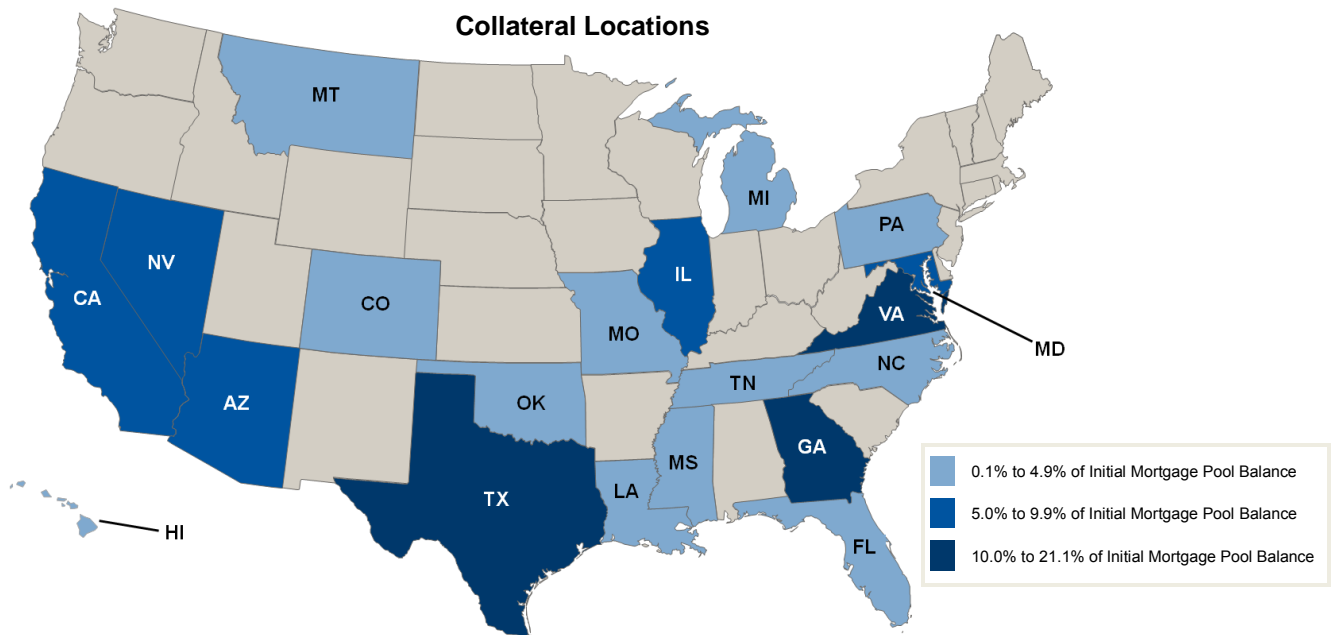 Collateral Locations
MT
MI
PA
NV
IL
CA
CO
VA
MO
MD
NC
TN
AZ
OK
GA
MS
0.1% to 4.9% of Initial Mortgage Pool Balance
LA
TX
5.0% to 9.9% of Initial Mortgage Pool Balance
HI
FL
10.0% to 21.1% of Initial Mortgage Pool Balance